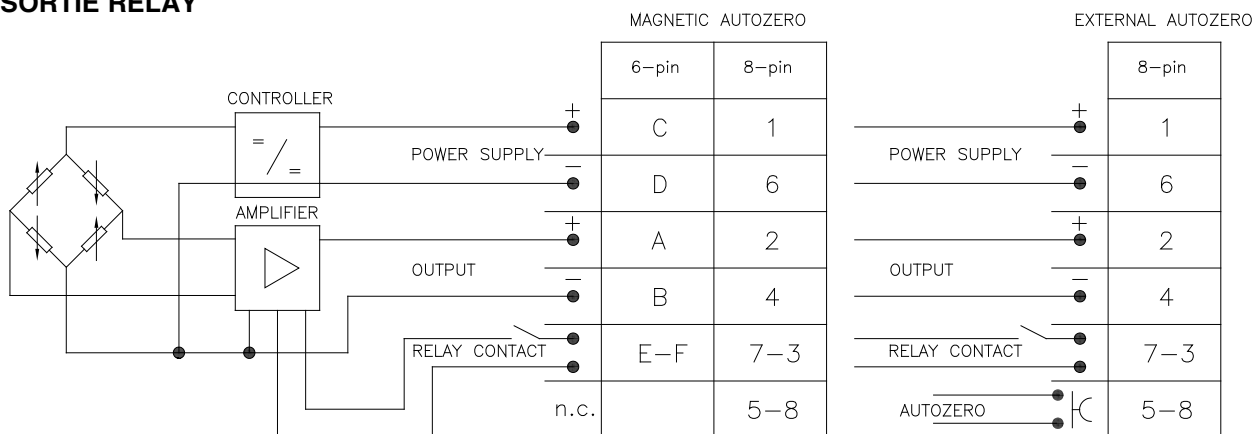 SORTIE RELAY
MAGNETIC AUTOZERO
EXTERNAL AUTOZERO
6-pin 8-pin
8-pin
CONTROLLER
= / =
+ C 1
+ 1
POWER SUPPLY
POWER SUPPLY
- D 6
- 6
AMPLIFIER
+ A 2
+ 2
OUTPUT
OUTPUT
- B 4
- 4
RELAY CONTACT E-F 7-3
RELAY CONTACT 7-3
n.c. 5-8
AUTOZERO 5-8